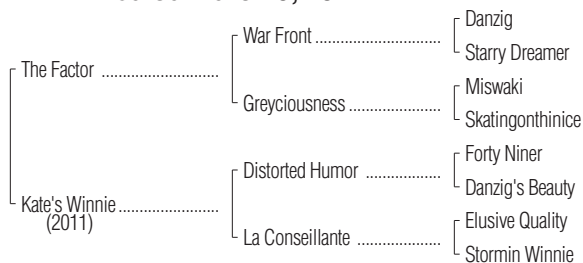 The Factor
Kate's Winnie
(2011)
War Front
Greyciousness
Distorted Humor
La Conseillante
Danzig
Starry Dreamer
Miswaki
Skatingonthinice
Forty Niner
Danzig's Beauty
Elusive Quality
Stormin Winnie